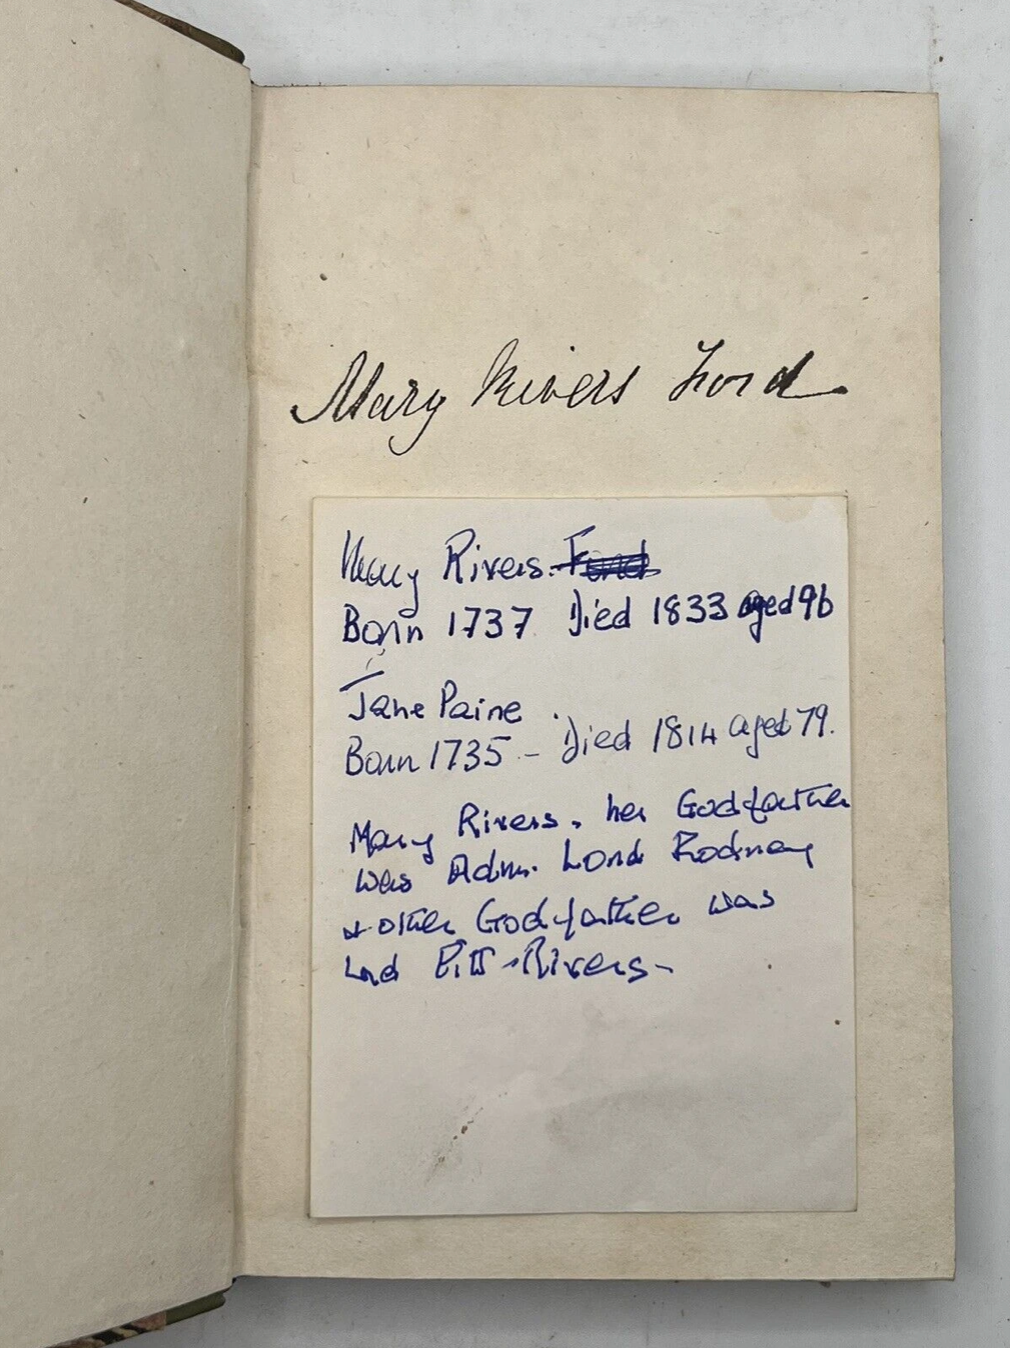 Mary Rivers Ford
Mary Rivers. Ford
Born 1737 Died 1833 aged 96
Jane Paine
Born 1735 - Died 1814 aged 79.
Mary Rivers. her Godfather
was Adm. Lord Rodney
& other Godfather was
Lord Pitt-Rivers-